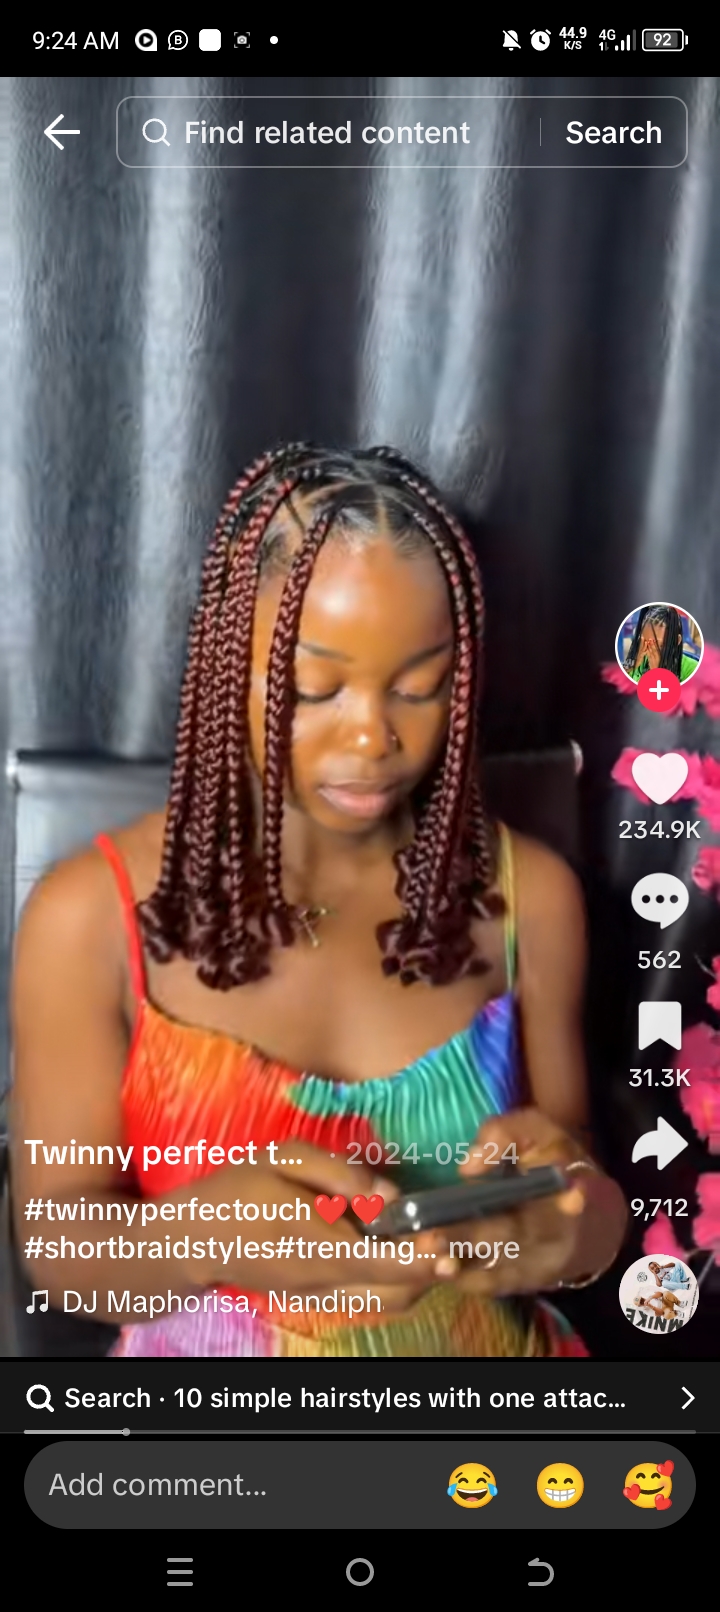 9:24 AM
44.9
K/S
4G
92
Find related content
Search
234.9K
562
31.3K
9,712
Twinny perfect t... · 2024-05-24
#twinnyperfectouch❤️❤️
#shortbraidstyles#trending... more
DJ Maphorisa, Nandiph
Search · 10 simple hairstyles with one attac...
Add comment...